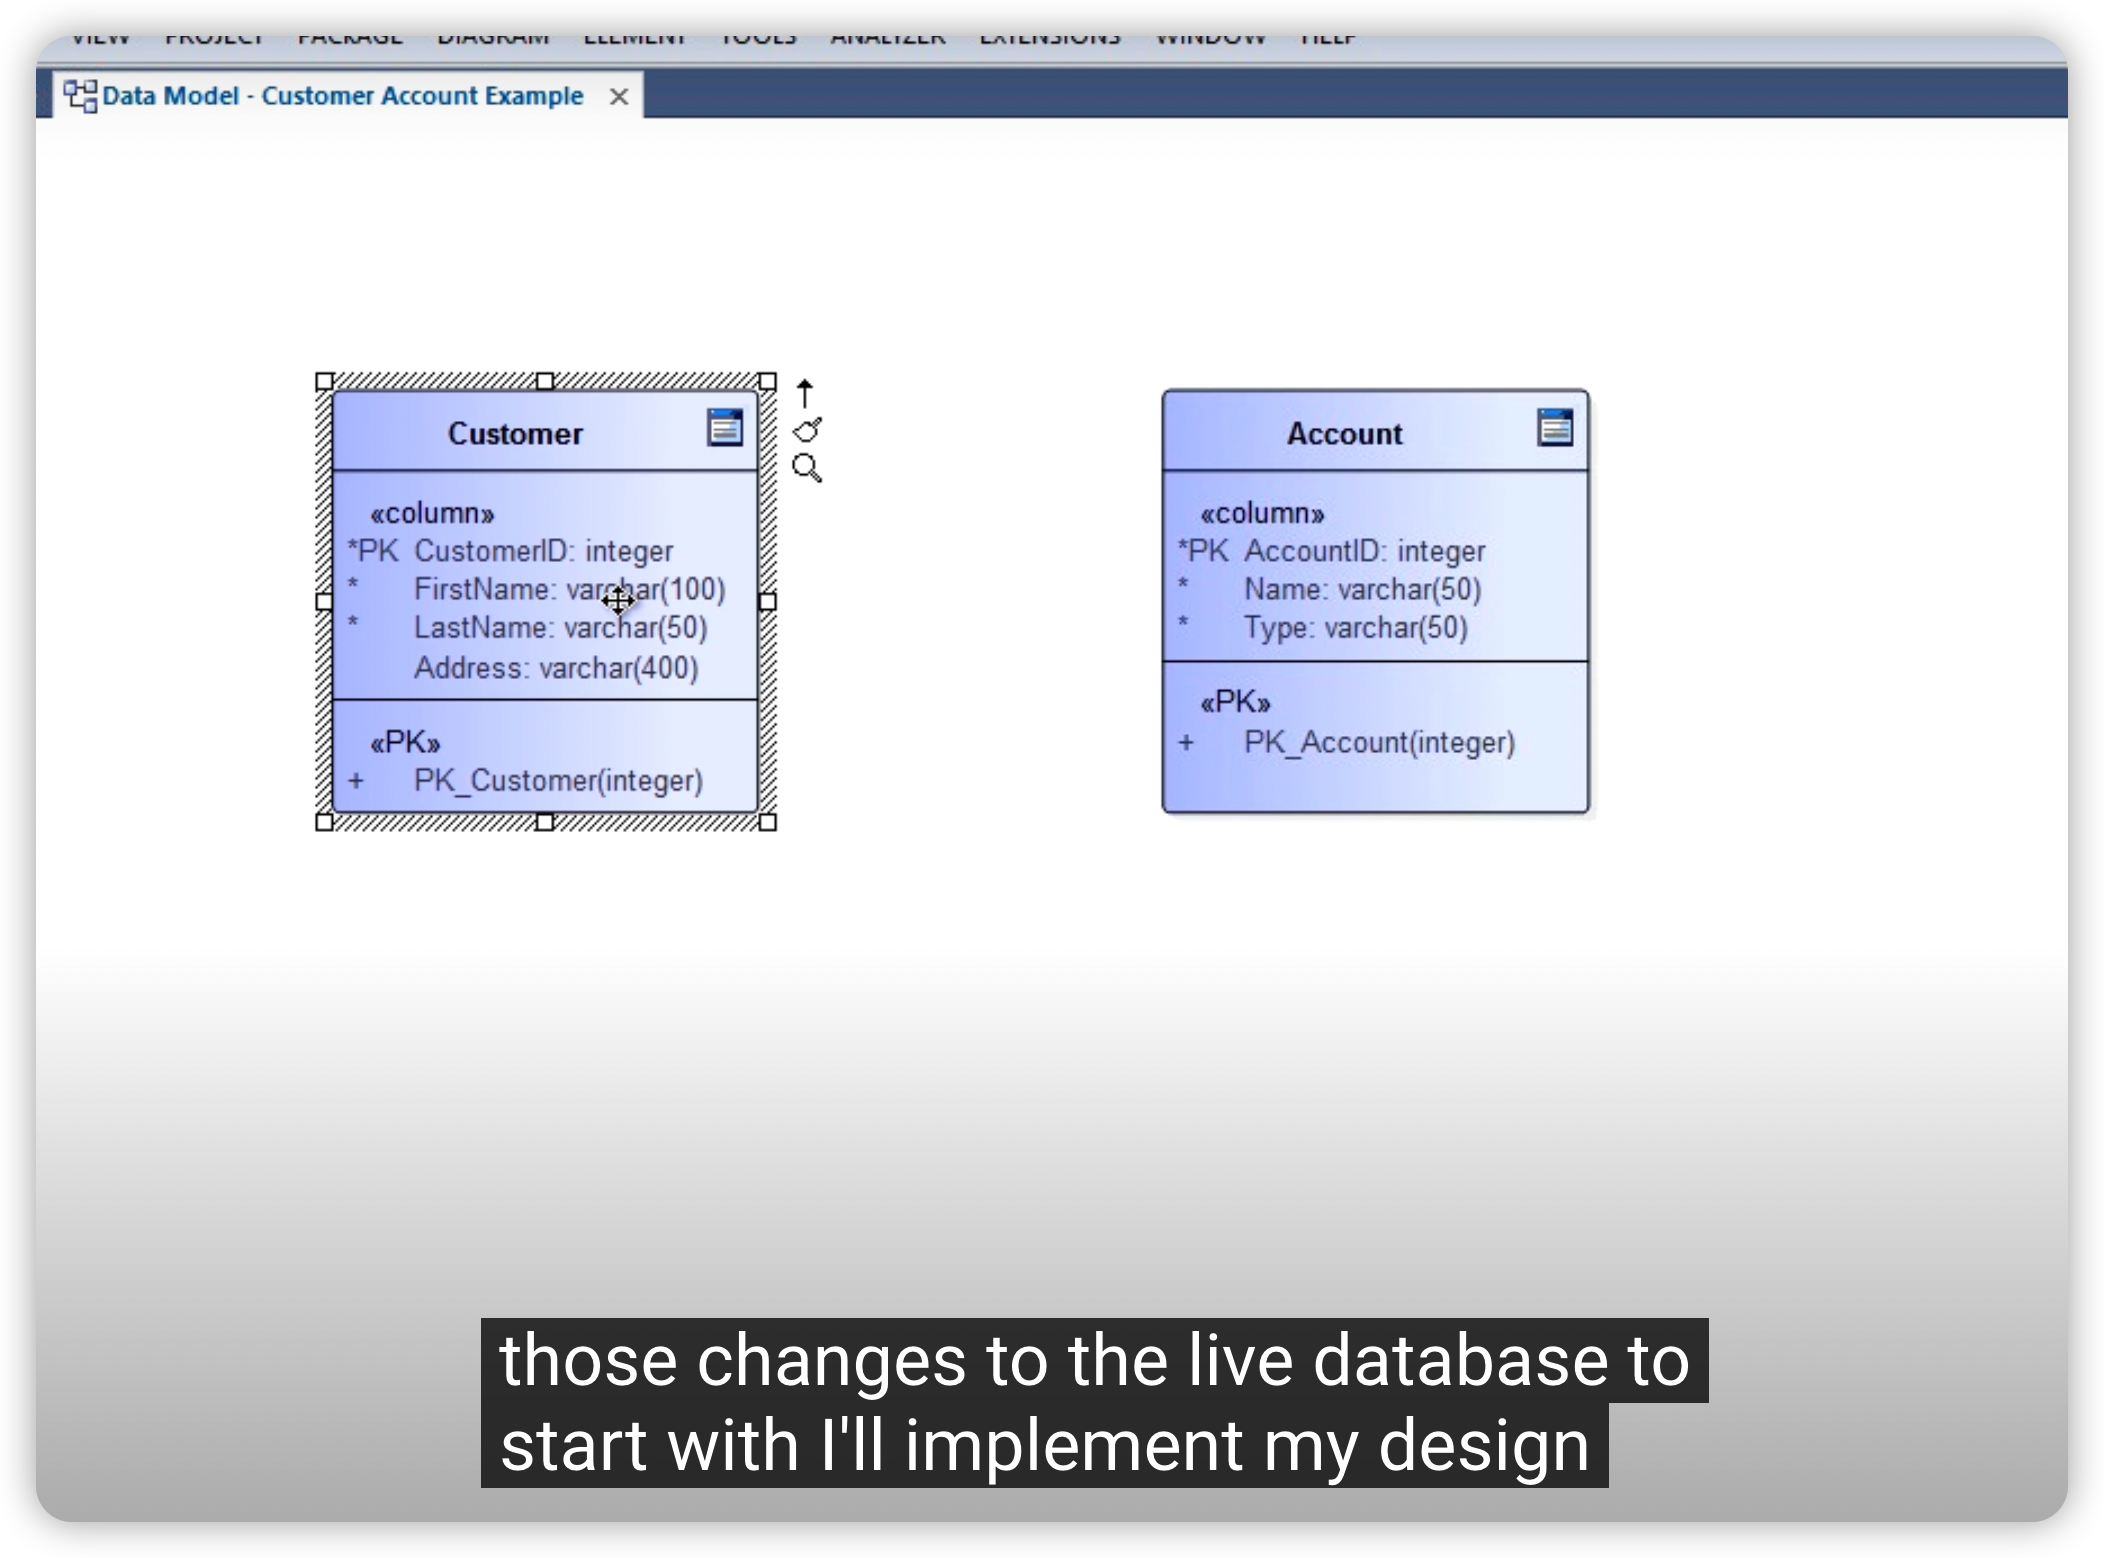 VIEW PROJECT PACKAGE DIAGRAM ELEMENT TOOLS ANALYZER EXTENSIONS WINDOW HELP
Data Model - Customer Account Example
Customer
«column»
*PK CustomerID: integer
* FirstName: varchar(100)
* LastName: varchar(50)
Address: varchar(400)
«PK»
+ PK_Customer(integer)
Account
«column»
*PK AccountID: integer
* Name: varchar(50)
* Type: varchar(50)
«PK»
+ PK_Account(integer)
those changes to the live database to
start with I'll implement my design